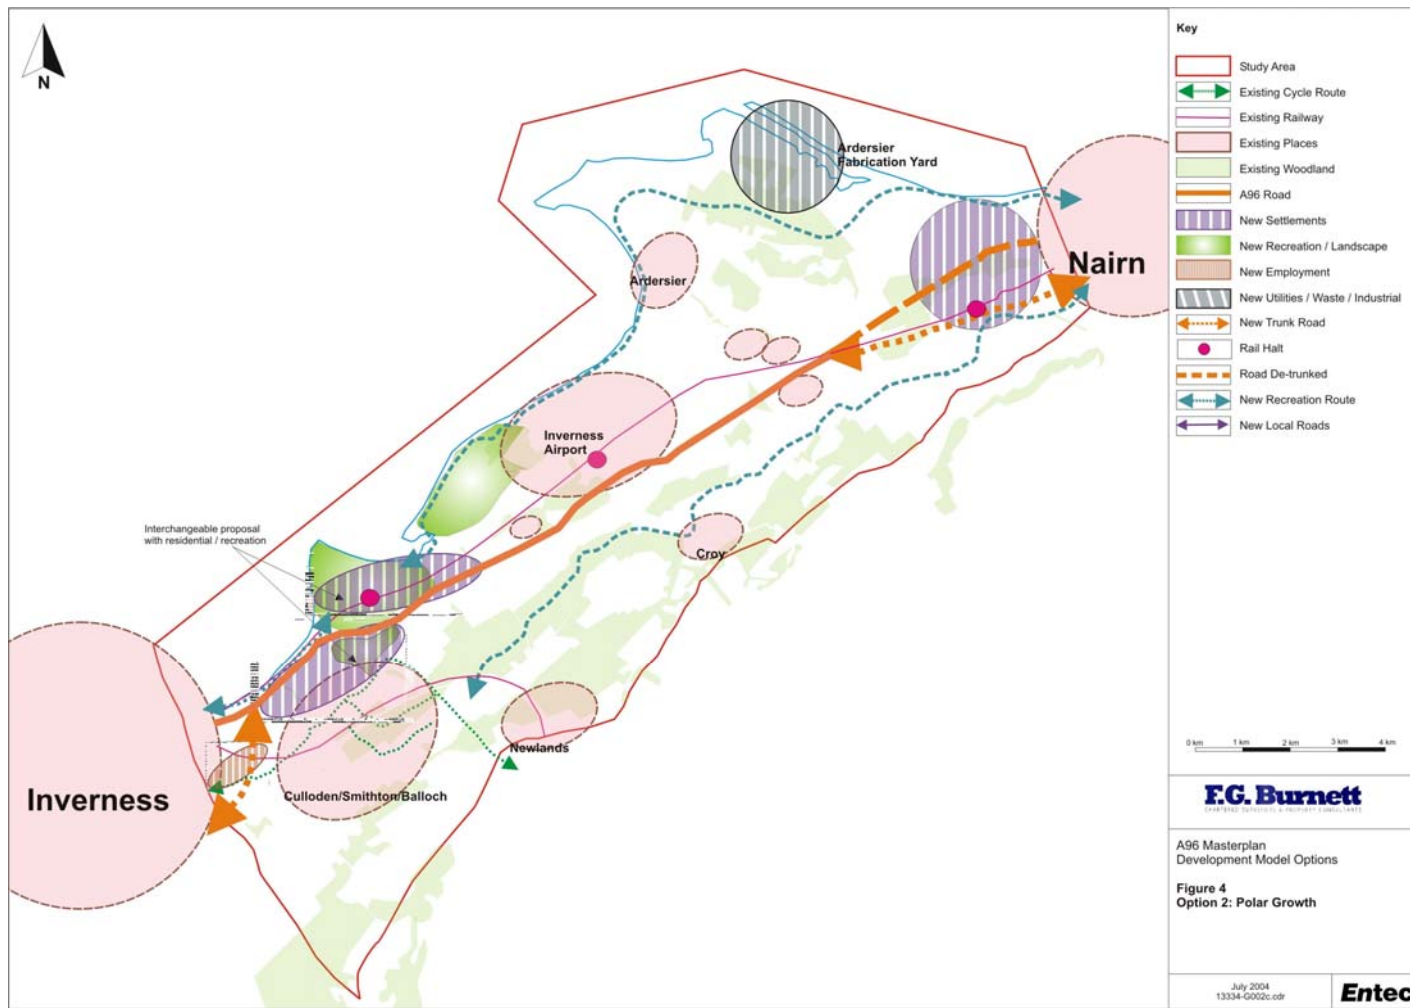 N
Ardersier
Fabrication Yard
Nairn
Ardersier
Inverness
Airport
Interchangeable proposal
with residential / recreation
Croy
Newlands
Culloden/Smithton/Balloch
Inverness
Key
Study Area
Existing Cycle Route
Existing Railway
Existing Places
Existing Woodland
A96 Road
New Settlements
New Recreation / Landscape
New Employment
New Utilities / Waste / Industrial
New Trunk Road
Rail Halt
Road De-trunked
New Recreation Route
New Local Roads
0 km 1 km 2 km 3 km 4 km
F.G. Burnett
CHARTERED SURVEYORS & PROPERTY CONSULTANTS
A96 Masterplan
Development Model Options
Figure 4
Option 2: Polar Growth
July 2004
13334-G002c.cdr
Entec